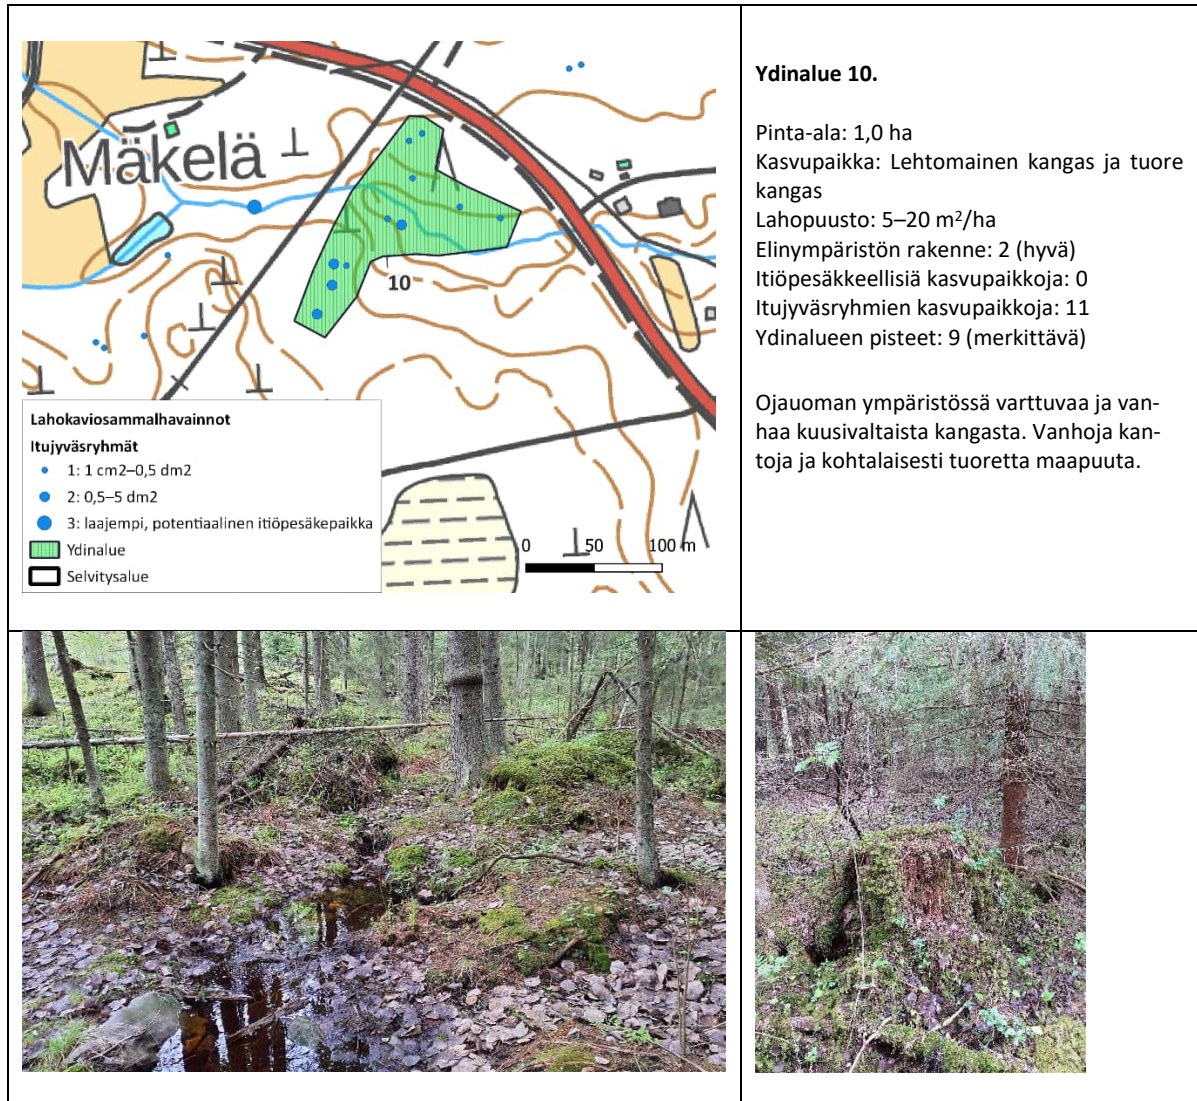 Mäkelä
10
Lahokaviosammalhavainnot
Itujyväsryhmät
1: 1 cm2–0,5 dm2
2: 0,5–5 dm2
3: laajempi, potentiaalinen itiöpesäkepaikka
Ydinalue
Selvitysalue
0 50 100 m
Ydinalue 10.
Pinta-ala: 1,0 ha
Kasvupaikka: Lehtomainen kangas ja tuore
kangas
Lahopuusto: 5–20 m²/ha
Elinympäristön rakenne: 2 (hyvä)
Itiöpesäkkeellisiä kasvupaikkoja: 0
Itujyväsryhmien kasvupaikkoja: 11
Ydinalueen pisteet: 9 (merkittävä)
Ojauoman ympäristössä varttuvaa ja van-
haa kuusivaltaista kangasta. Vanhoja kan-
toja ja kohtalaisesti tuoretta maapuuta.